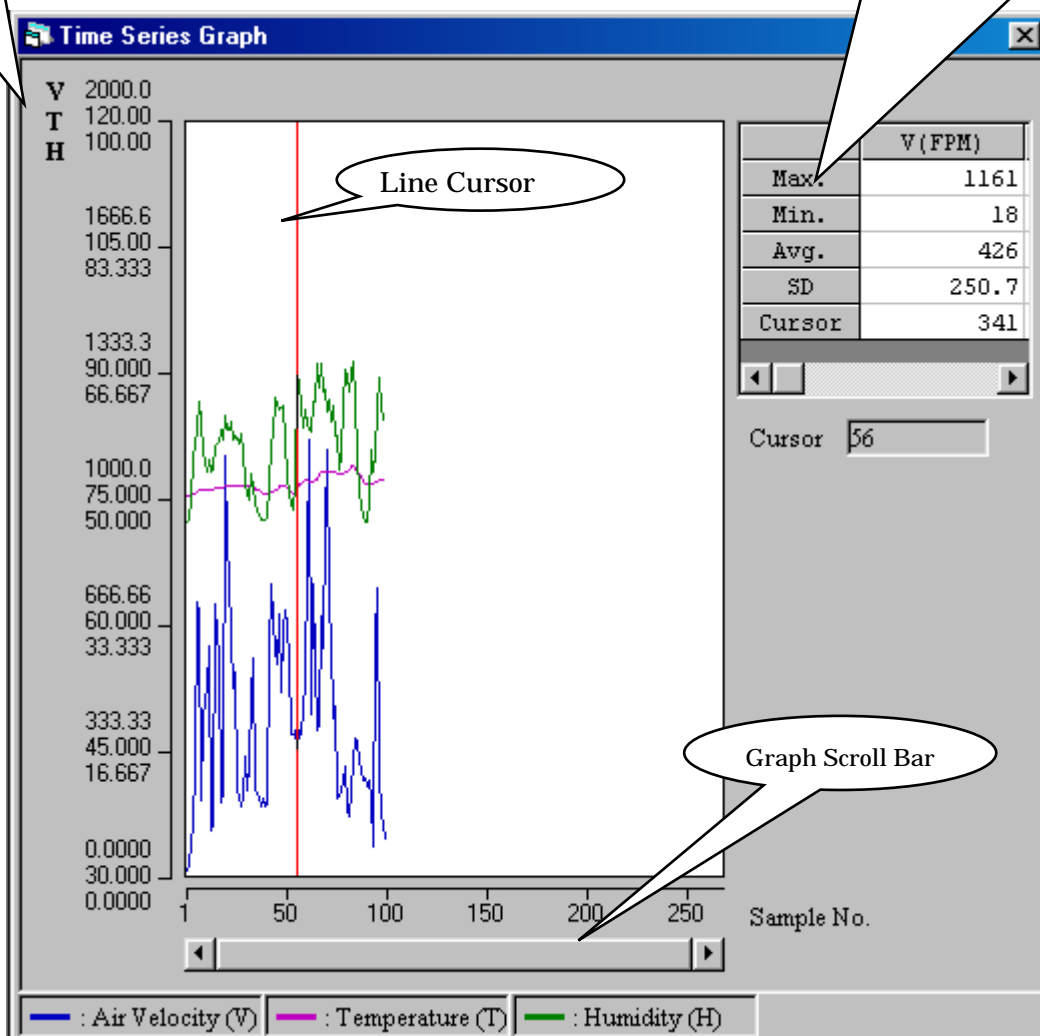 Time Series Graph
V 2000.0
T 120.00
H 100.00
1666.6
105.00
83.333
1333.3
90.000
66.667
1000.0
75.000
50.000
666.66
60.000
33.333
333.33
45.000
16.667
0.0000
30.000
0.0000
Line Cursor
V(FPM)
Max. 1161
Min. 18
Avg. 426
SD 250.7
Cursor 341
Cursor 56
Graph Scroll Bar
1 50 100 150 200 250
Sample No.
: Air Velocity (V) : Temperature (T) : Humidity (H)